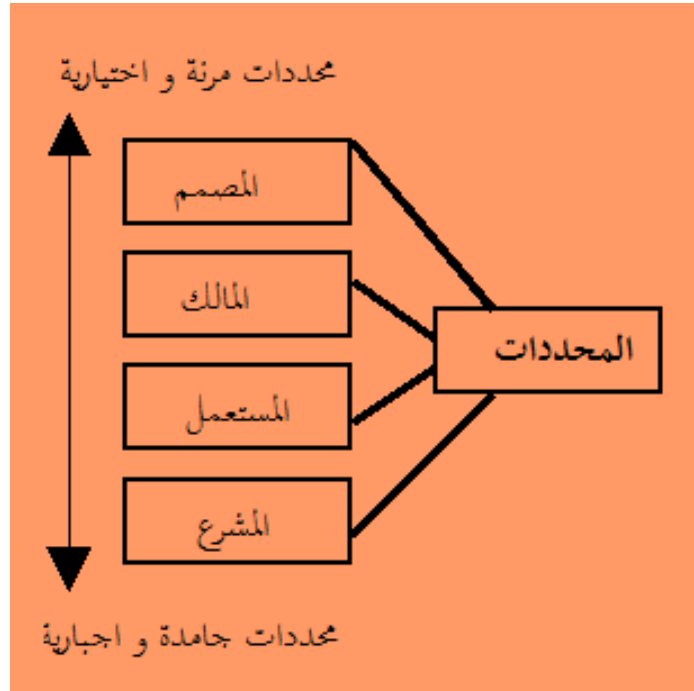 محددات مرنة و اختيارية
المصمم
المالك
المحددات
المستعمل
المشرع
محددات جامدة و اجبارية